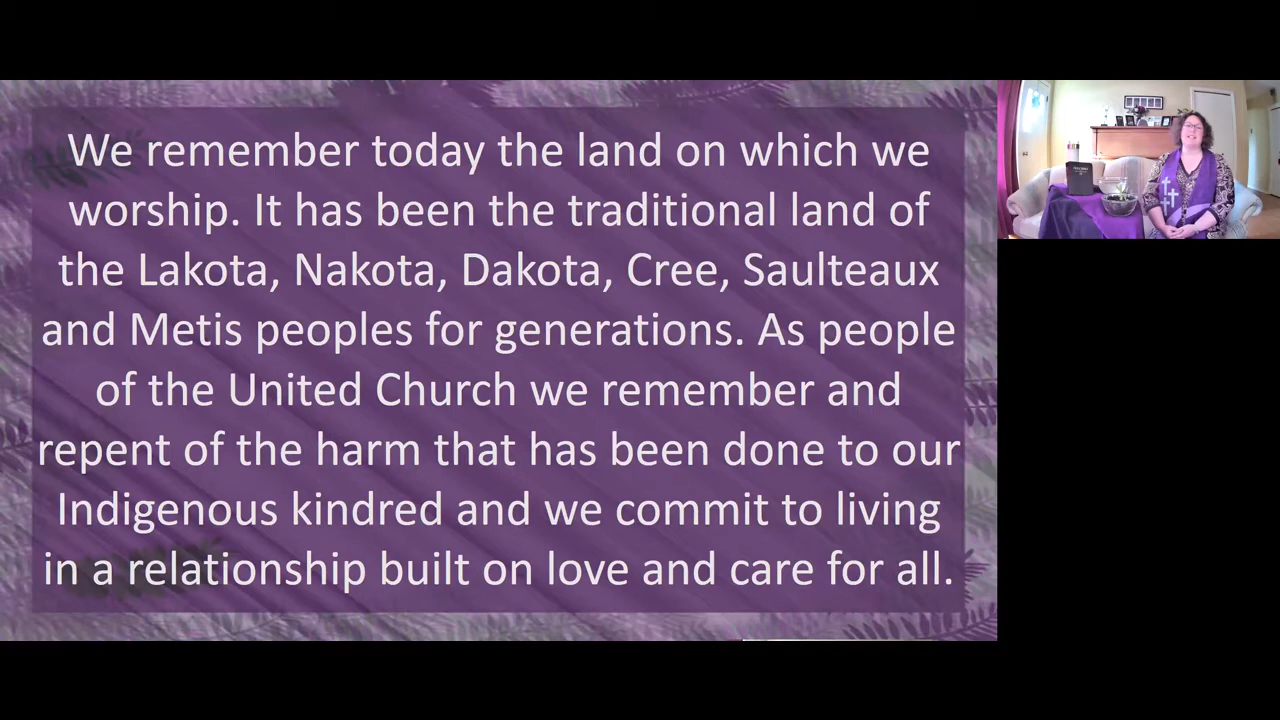 We remember today the land on which we
worship. It has been the traditional land of
the Lakota, Nakota, Dakota, Cree, Saulteaux
and Metis peoples for generations. As people
of the United Church we remember and
repent of the harm that has been done to our
Indigenous kindred and we commit to living
in a relationship built on love and care for all.